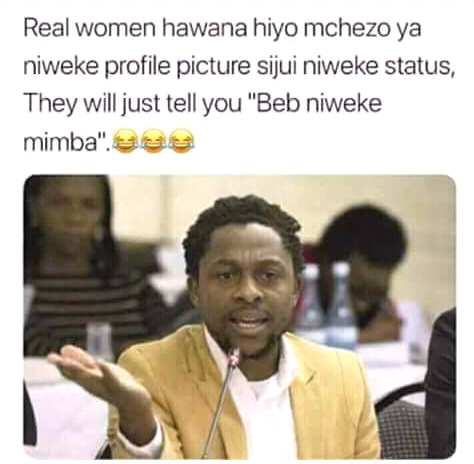 Real women hawana hiyo mchezo ya
niweke profile picture sijui niweke status,
They will just tell you "Beb niweke
mimba".😂😂😂